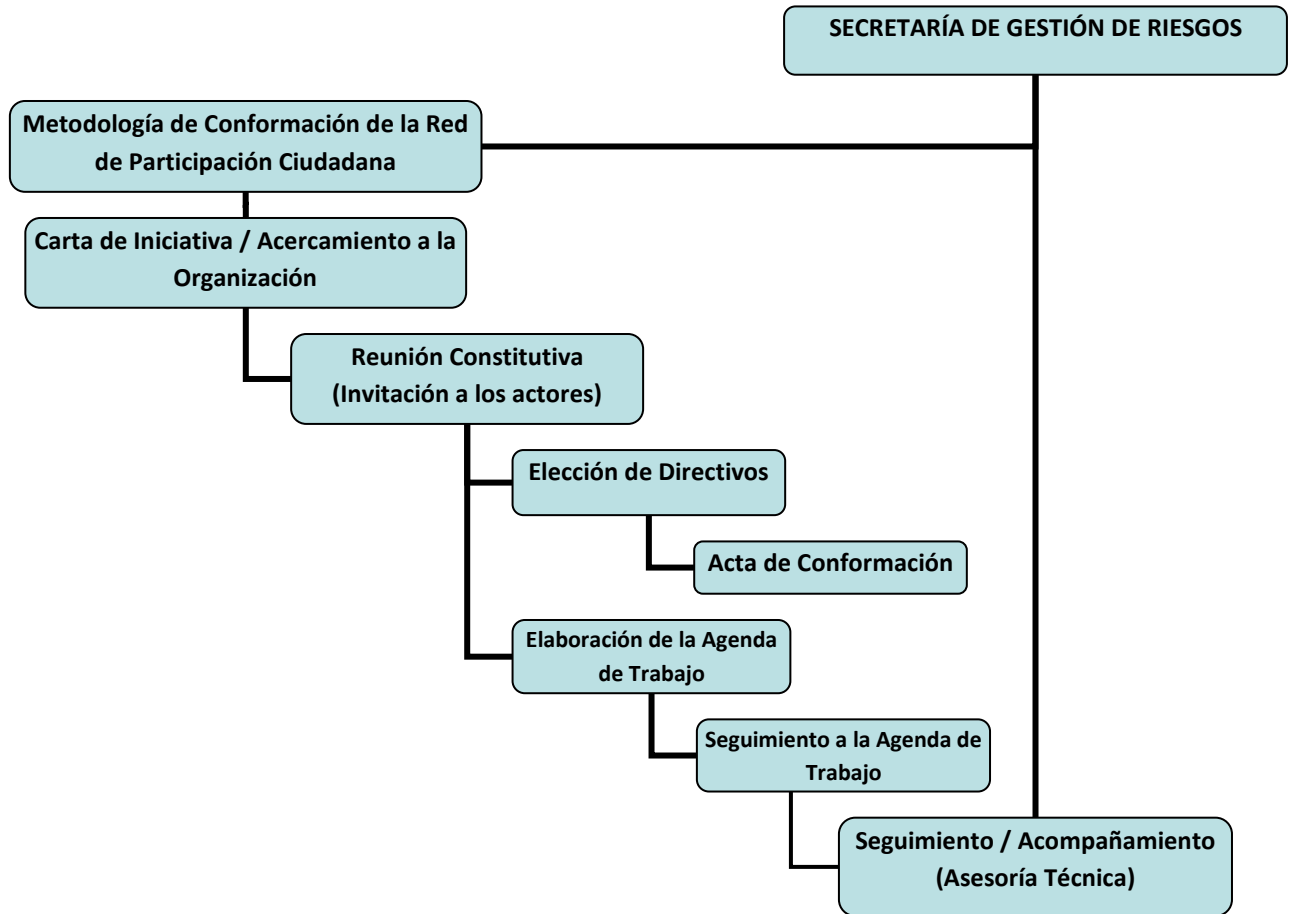 SECRETARÍA DE GESTIÓN DE RIESGOS
Metodología de Conformación de la Red
de Participación Ciudadana
Carta de Iniciativa / Acercamiento a la
Organización
Reunión Constitutiva
(Invitación a los actores)
Elección de Directivos
Acta de Conformación
Elaboración de la Agenda
de Trabajo
Seguimiento a la Agenda de
Trabajo
Seguimiento / Acompañamiento
(Asesoría Técnica)